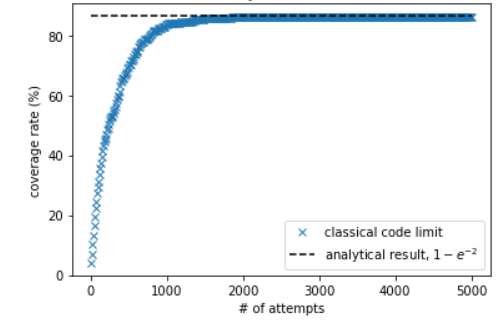 80
60
40
20
0
coverage rate (%)
classical code limit
analytical result, 1 − e⁻²
0 1000 2000 3000 4000 5000
# of attempts